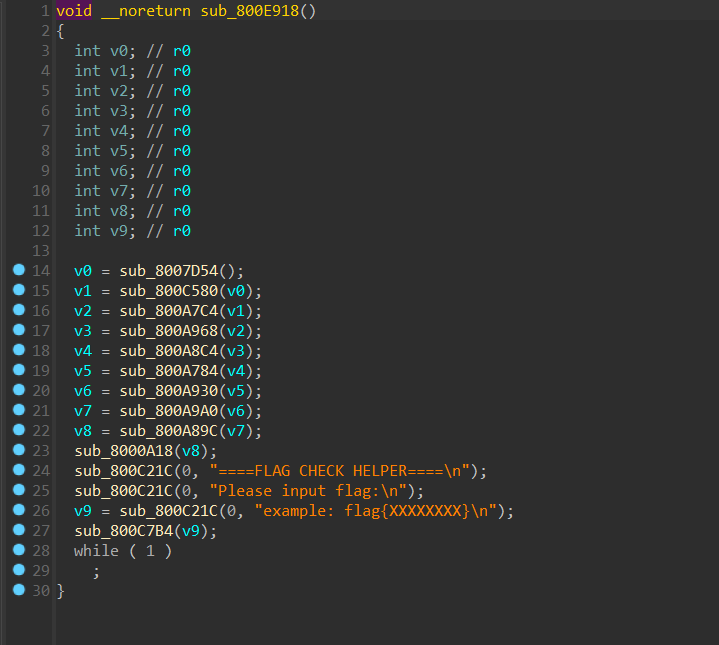 1 void __noreturn sub_800E918()
2 {
3   int v0; // r0
4   int v1; // r0
5   int v2; // r0
6   int v3; // r0
7   int v4; // r0
8   int v5; // r0
9   int v6; // r0
10   int v7; // r0
11   int v8; // r0
12   int v9; // r0
13
14   v0 = sub_8007D54();
15   v1 = sub_800C580(v0);
16   v2 = sub_800A7C4(v1);
17   v3 = sub_800A968(v2);
18   v4 = sub_800A8C4(v3);
19   v5 = sub_800A784(v4);
20   v6 = sub_800A930(v5);
21   v7 = sub_800A9A0(v6);
22   v8 = sub_800A89C(v7);
23   sub_8000A18(v8);
24   sub_800C21C(0, "====FLAG CHECK HELPER====\n");
25   sub_800C21C(0, "Please input flag:\n");
26   v9 = sub_800C21C(0, "example: flag{XXXXXXXX}\n");
27   sub_800C7B4(v9);
28   while ( 1 )
29     ;
30 }